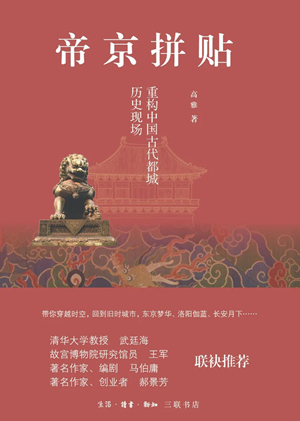 帝京拼贴
高雅 著
重构中国古代都城
历史现场
带你穿越时空，回到旧时城市，东京梦华、洛阳伽蓝、长安月下……
清华大学教授 武廷海
故宫博物院研究馆员 王军
著名作家、编剧 马伯庸
著名作家、创业者 郝景芳
联袂推荐
生活·讀書·新知 三联书店